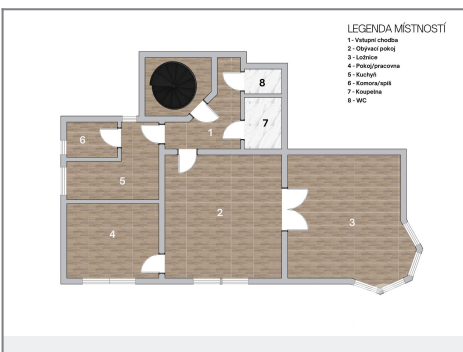 LEGENDA MÍSTNOSTÍ
1 - Vstupní chodba
2 - Obývací pokoj
3 - Ložnice
4 - Pokoj/pracovna
5 - Kuchyň
6 - Komora/spíš
7 - Koupelna
8 - WC
8
7
1
6
5
2
3
4